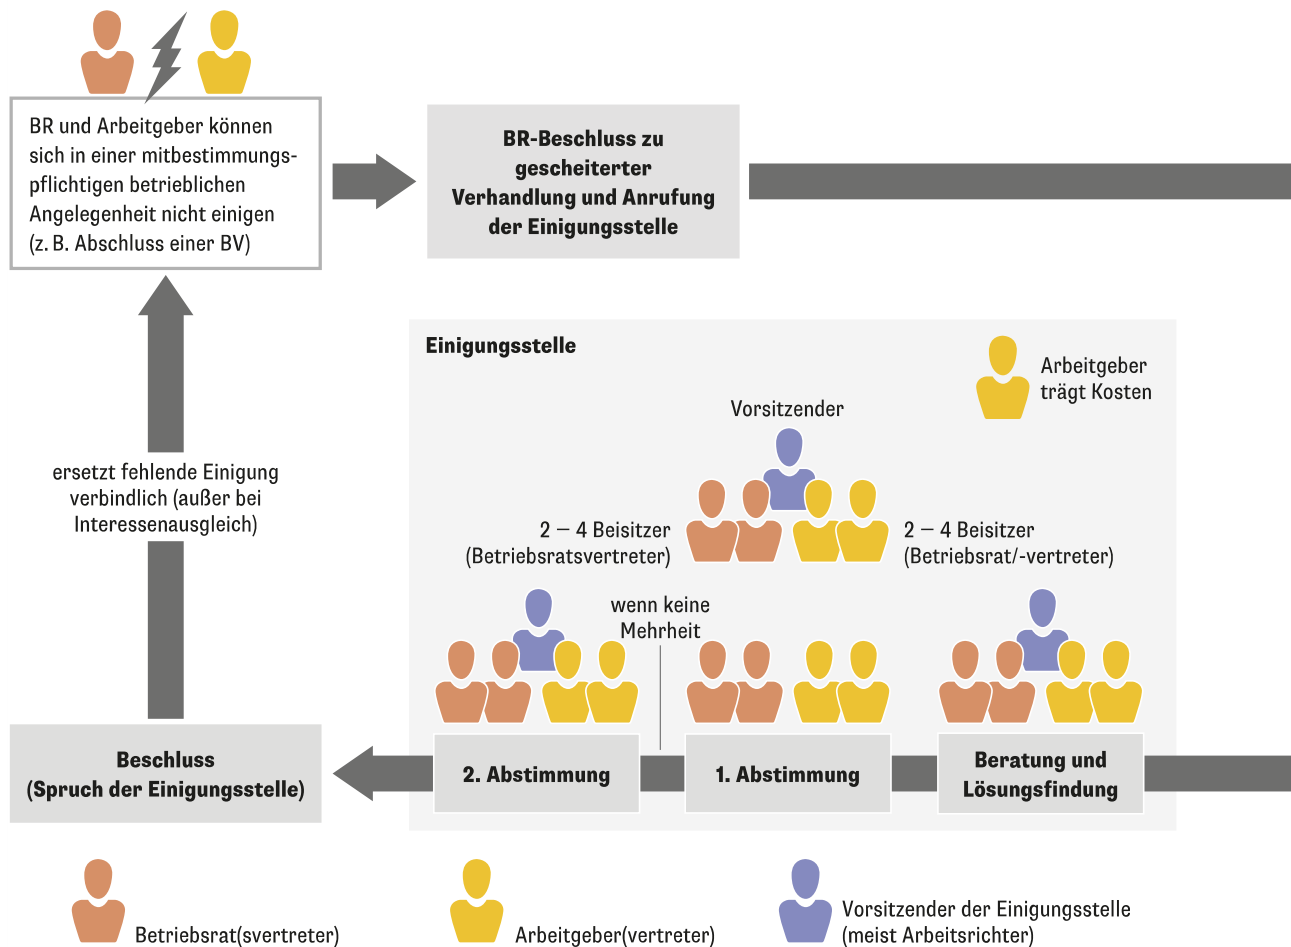 BR und Arbeitgeber können
sich in einer mitbestimmungs-
pflichtigen betrieblichen
Angelegenheit nicht einigen
(z. B. Abschluss einer BV)
BR-Beschluss zu
gescheiterter
Verhandlung und Anrufung
der Einigungsstelle
Einigungsstelle
Arbeitgeber
trägt Kosten
Vorsitzender
2 – 4 Beisitzer
(Betriebsratsvertreter)
2 – 4 Beisitzer
(Betriebsrat/-vertreter)
ersetzt fehlende Einigung
verbindlich (außer bei
Interessenausgleich)
wenn keine
Mehrheit
Beratung und
Lösungsfindung
1. Abstimmung
2. Abstimmung
Beschluss
(Spruch der Einigungsstelle)
Betriebsrat(svertreter)
Arbeitgeber(vertreter)
Vorsitzender der Einigungsstelle
(meist Arbeitsrichter)